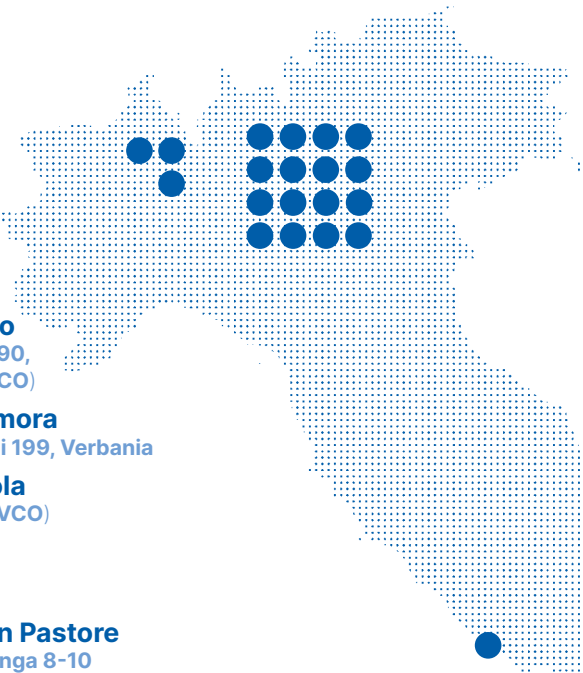 o
90,
CO)
mora
i 199, Verbania
ola
VCO)
n Pastore
nga 8-10